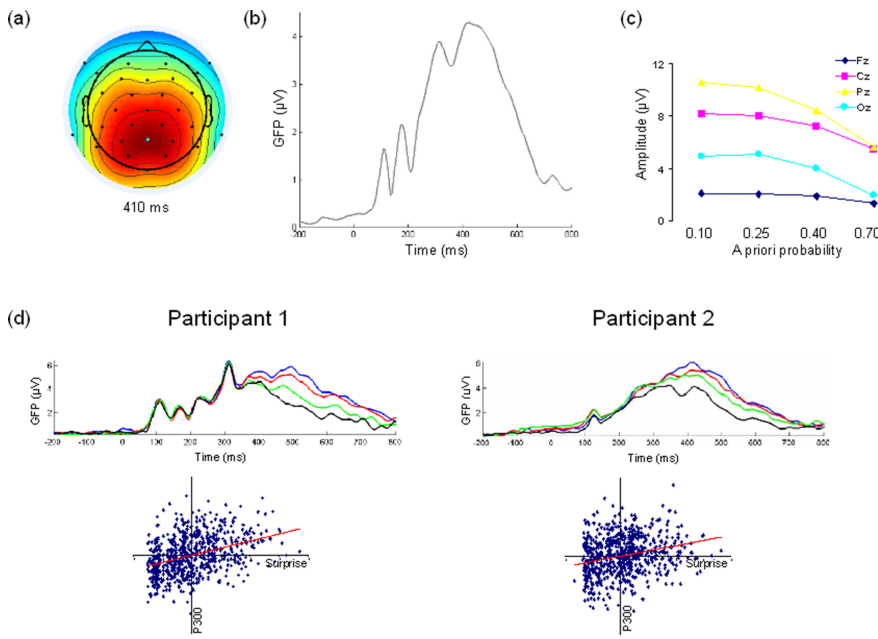 (a)
410 ms
(b)
GFP (μV)
4
3
2
1
0
-200 0 200 400 600 800
Time (ms)
(c)
Amplitude (μV)
12
8
4
0
Fz
Cz
Pz
Oz
0.10 0.25 0.40 0.70
A priori probability
(d)
Participant 1
GFP (μV)
6
4
2
-200 -100 0 100 200 300 400 500 600 700 800
Time (ms)
Surprise
P300
Participant 2
GFP (μV)
6
4
2
-200 -100 0 100 200 300 400 500 600 700 800
Time (ms)
Surprise
P300